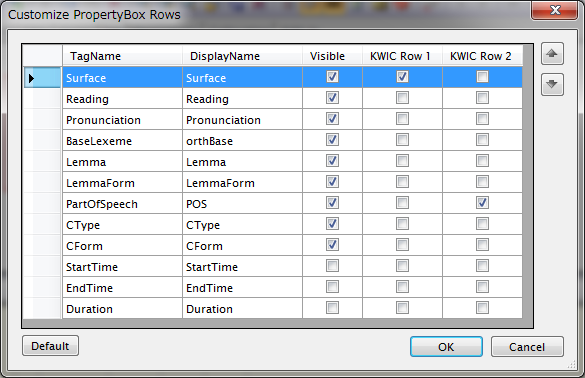 Customize PropertyBox Rows
TagName DisplayName Visible KWIC Row 1 KWIC Row 2
Surface Surface
Reading Reading
Pronunciation Pronunciation
BaseLexeme orthBase
Lemma Lemma
LemmaForm LemmaForm
PartOfSpeech POS
CType CType
CForm CForm
StartTime StartTime
EndTime EndTime
Duration Duration
Default OK Cancel